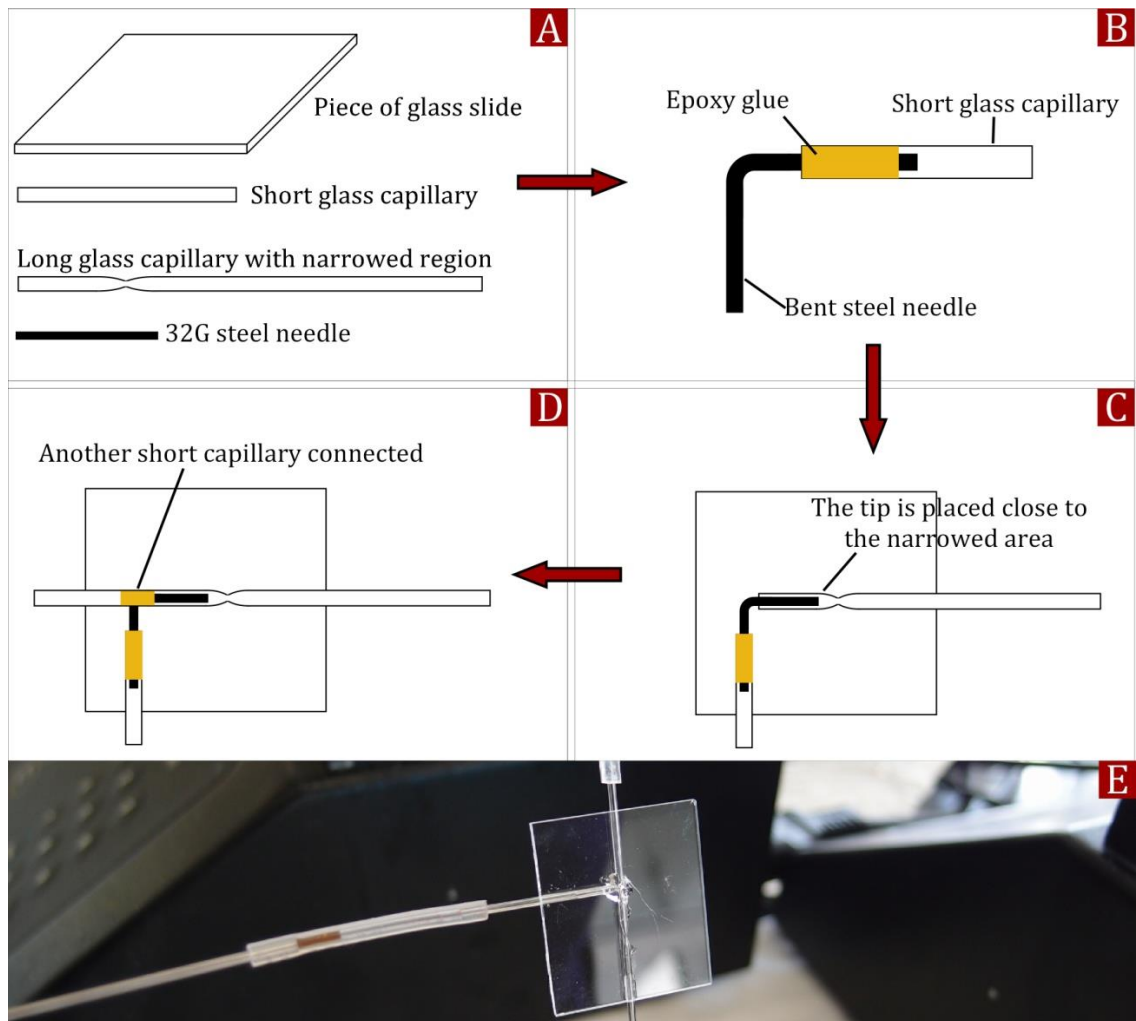 A
Piece of glass slide
Short glass capillary
Long glass capillary with narrowed region
32G steel needle
B
Epoxy glue
Short glass capillary
Bent steel needle
D
Another short capillary connected
C
The tip is placed close to
the narrowed area
E